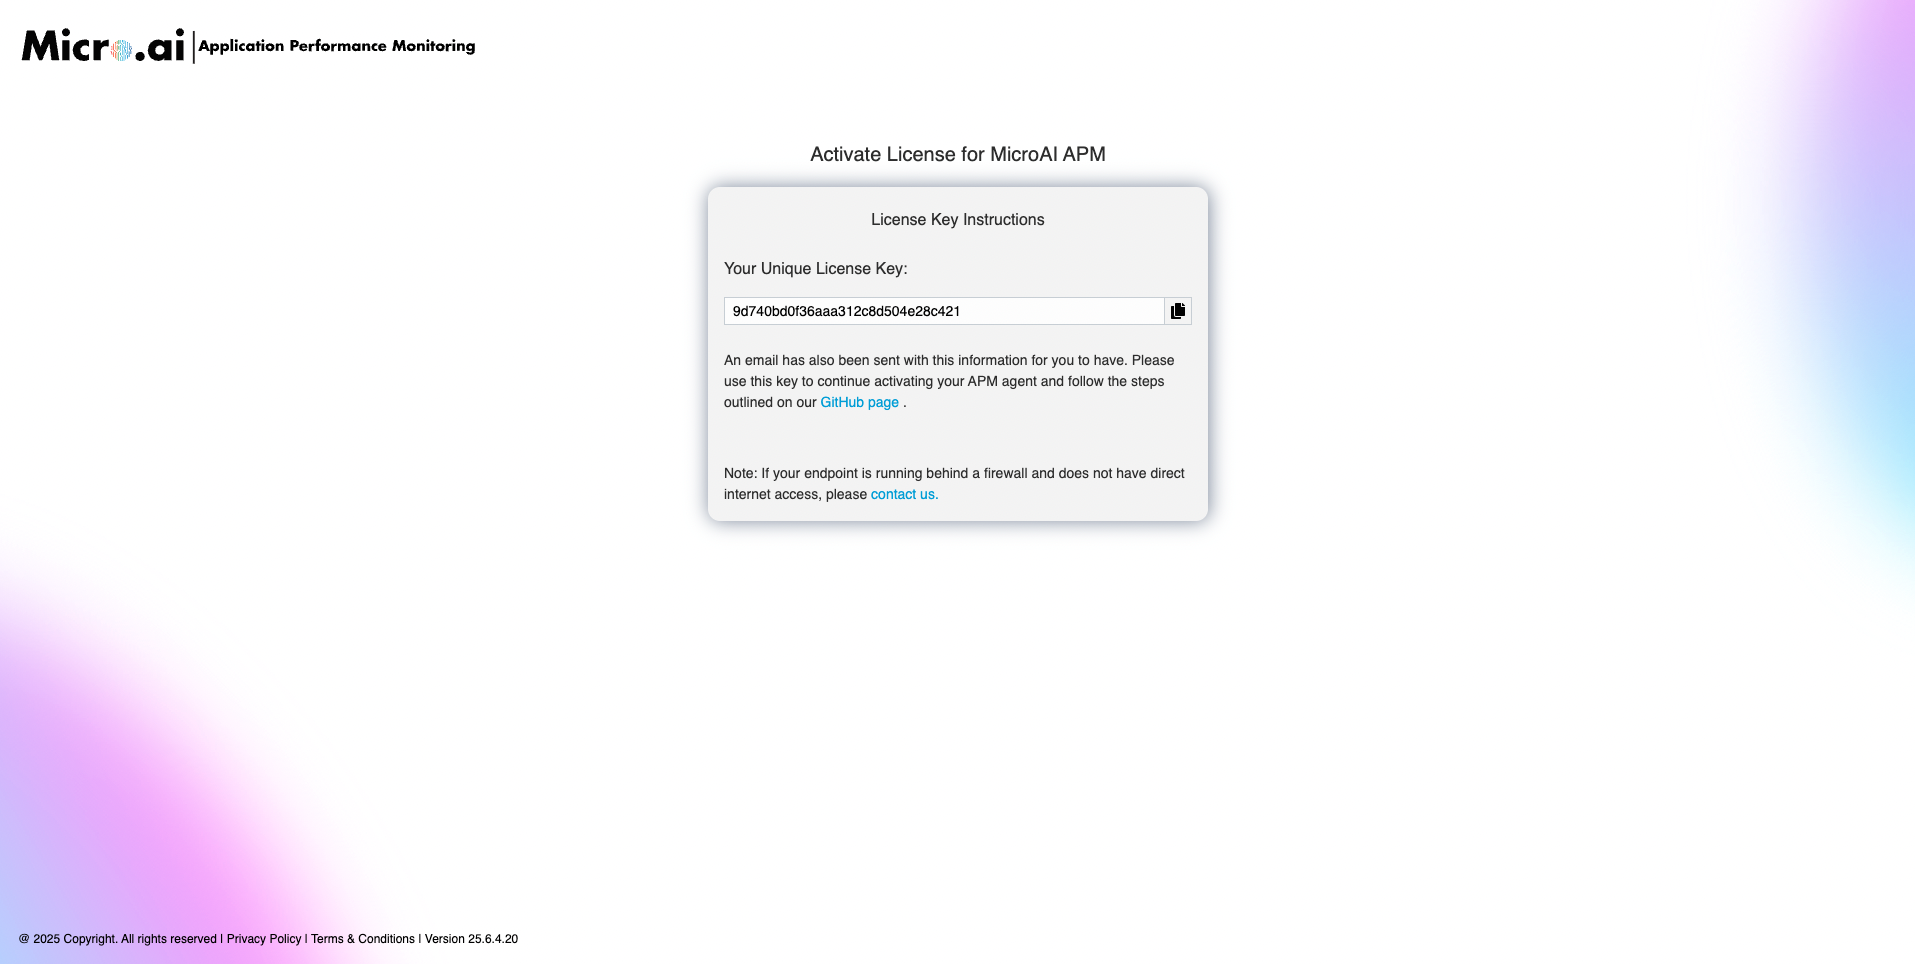 Micro.ai | Application Performance Monitoring
Activate License for MicroAI APM
License Key Instructions
Your Unique License Key:
9d740bd0f36aaa312c8d504e28c421
An email has also been sent with this information for you to have. Please
use this key to continue activating your APM agent and follow the steps
outlined on our GitHub page .
Note: If your endpoint is running behind a firewall and does not have direct
internet access, please contact us.
@ 2025 Copyright. All rights reserved | Privacy Policy | Terms & Conditions | Version 25.6.4.20